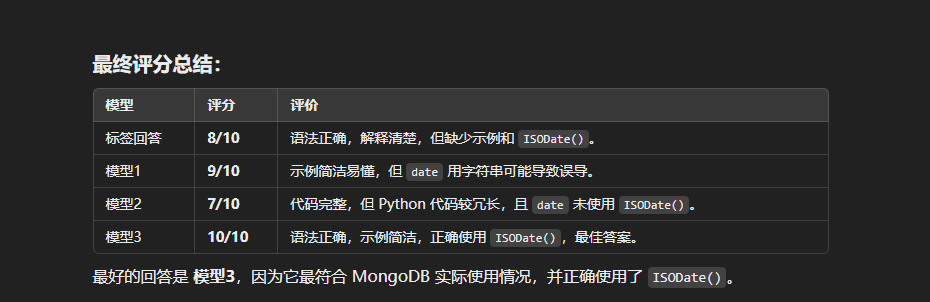 最终评分总结：
模型 评分 评价
标签回答 8/10 语法正确，解释清楚，但缺少示例和 ISODate()。
模型1 9/10 示例简洁易懂，但 date 用字符串可能导致误导。
模型2 7/10 代码完整，但 Python 代码较冗长，且 date 未使用 ISODate()。
模型3 10/10 语法正确，示例简洁，正确使用 ISODate()，最佳答案。
最好的回答是 模型3，因为它最符合 MongoDB 实际使用情况，并正确使用了 ISODate()。